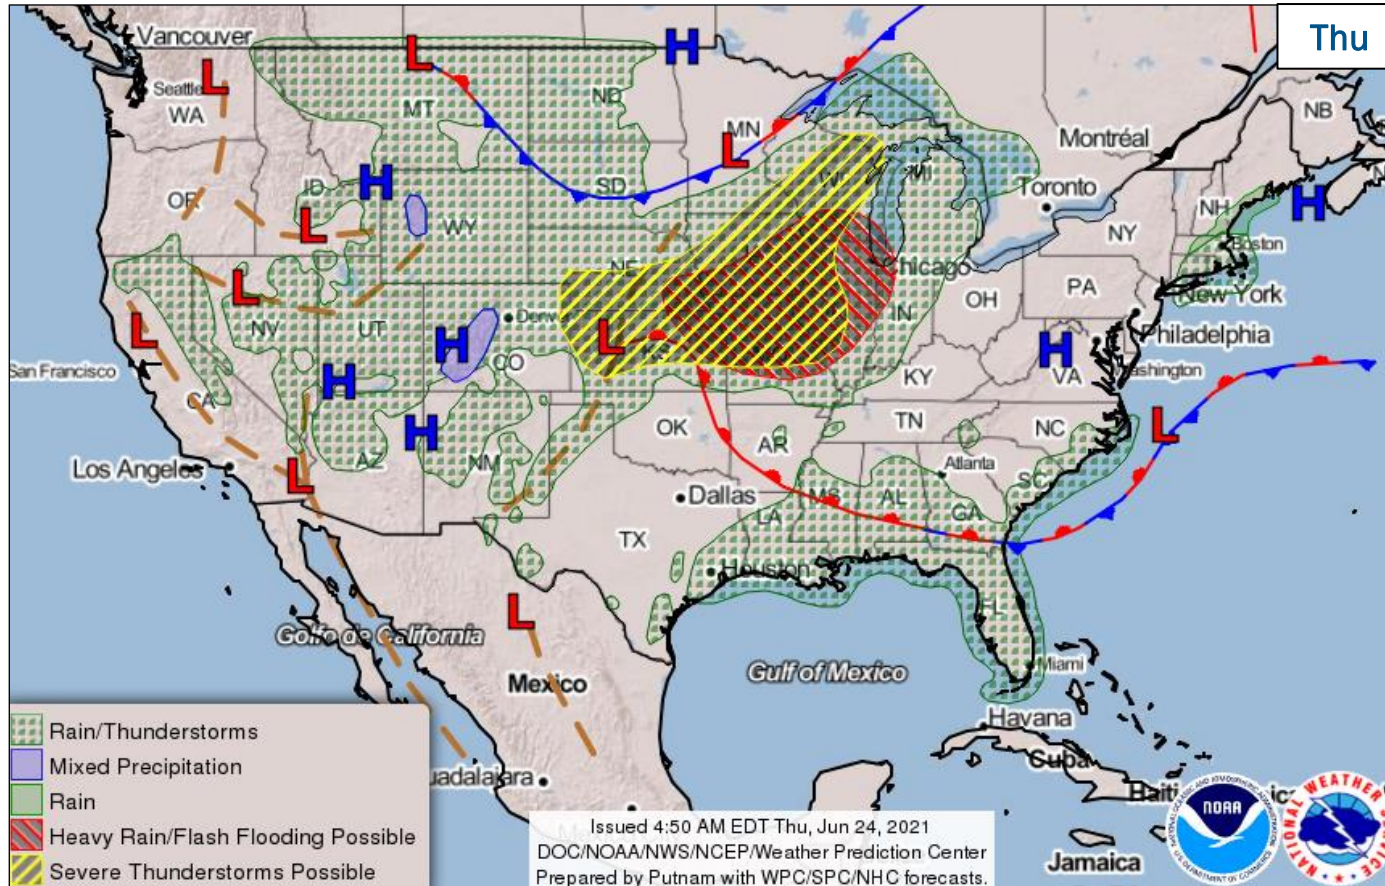 Thu
Vancouver
Seattle
WA
MT
ND
MN
Montréal
NB
OR
ID
SD
WI
MI
Toronto
NH
WY
NY
Boston
NE
Chicago
PA
New York
NV
UT
Denv
CO
KS
IN
OH
Philadelphia
San Francisco
CA
KY
VA
Washington
Los Angeles
AZ
NM
OK
AR
TN
NC
Atlanta
SC
Dallas
LA
MS
AL
GA
TX
Houston
FL
Golfo de California
Mexico
Gulf of Mexico
Miami
Havana
Cuba
Haiti
uadalajara
Jamaica
H
H
H
H
H
H
H
L
L
L
L
L
L
L
L
L
L
Rain/Thunderstorms
Mixed Precipitation
Rain
Heavy Rain/Flash Flooding Possible
Severe Thunderstorms Possible
Issued 4:50 AM EDT Thu, Jun 24, 2021
DOC/NOAA/NWS/NCEP/Weather Prediction Center
Prepared by Putnam with WPC/SPC/NHC forecasts.
NOAA
NATIONAL WEATHER